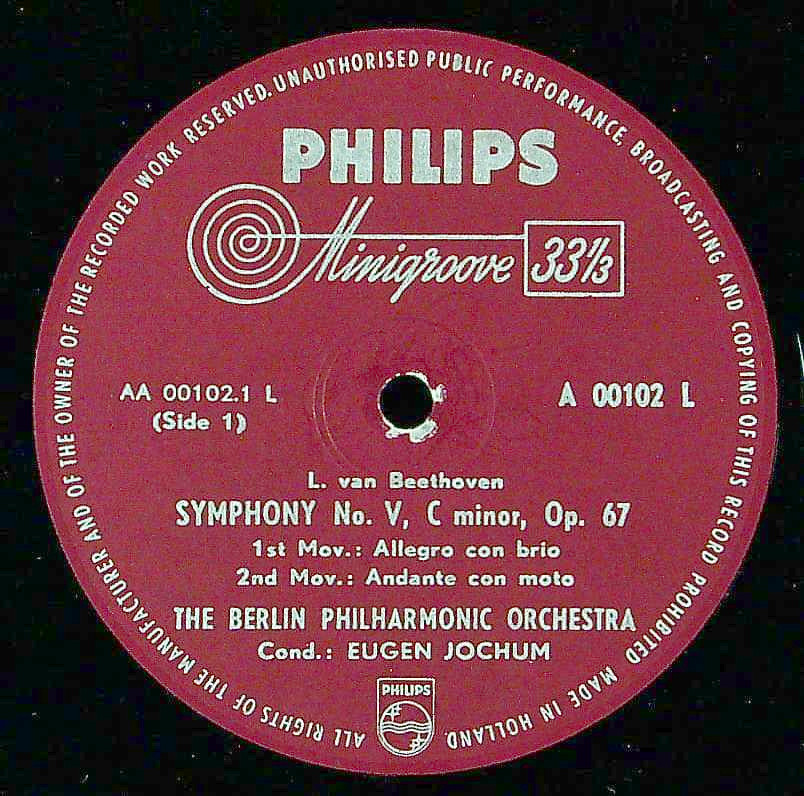 ALL RIGHTS OF THE MANUFACTURER AND OF THE OWNER OF THE RECORDED WORK RESERVED. UNAUTHORISED PUBLIC PERFORMANCE, BROADCASTING AND COPYING OF THIS RECORD PROHIBITED MADE IN HOLLAND.
PHILIPS
Minigroove 33 1/3
AA 00102.1 L
(Side 1)
A 00102 L
L. van Beethoven
SYMPHONY No. V, C minor, Op. 67
1st Mov.: Allegro con brio
2nd Mov.: Andante con moto
THE BERLIN PHILHARMONIC ORCHESTRA
Cond.: EUGEN JOCHUM
PHILIPS